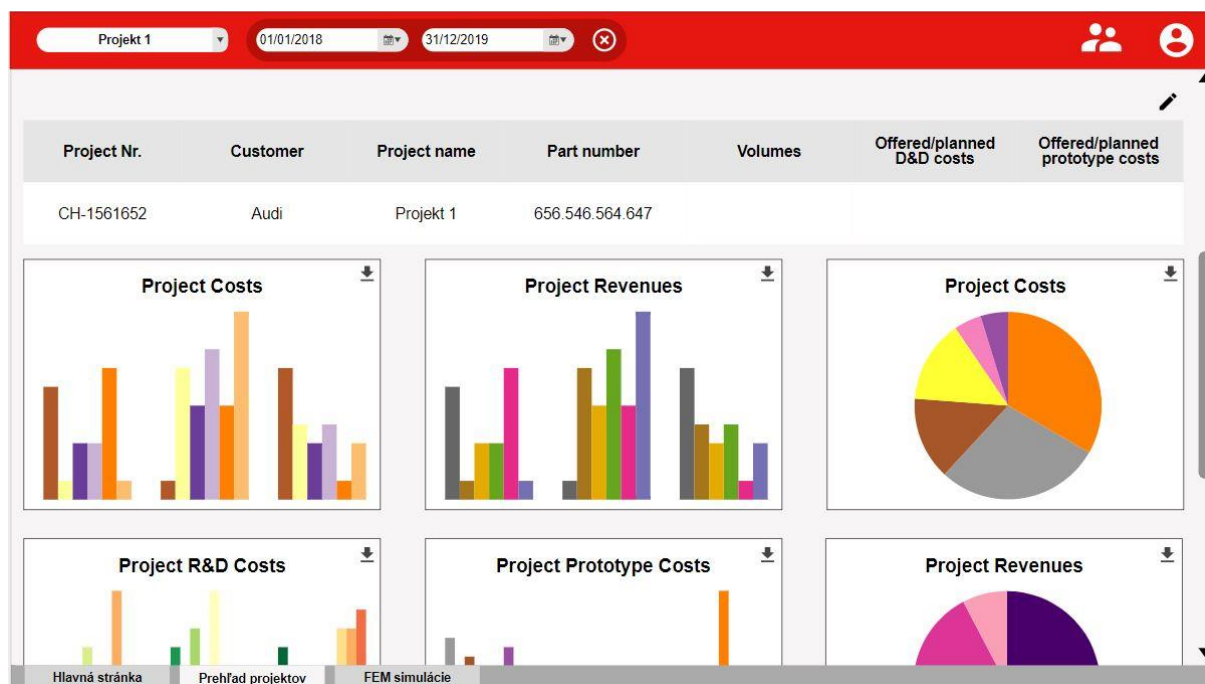 Projekt 1
01/01/2018
31/12/2019
Project Nr.
Customer
Project name
Part number
Volumes
Offered/planned
D&D costs
Offered/planned
prototype costs
CH-1561652
Audi
Projekt 1
656.546.564.647
Project Costs
Project Revenues
Project Costs
Project R&D Costs
Project Prototype Costs
Project Revenues
Hlavná stránka
Prehľad projektov
FEM simulácie